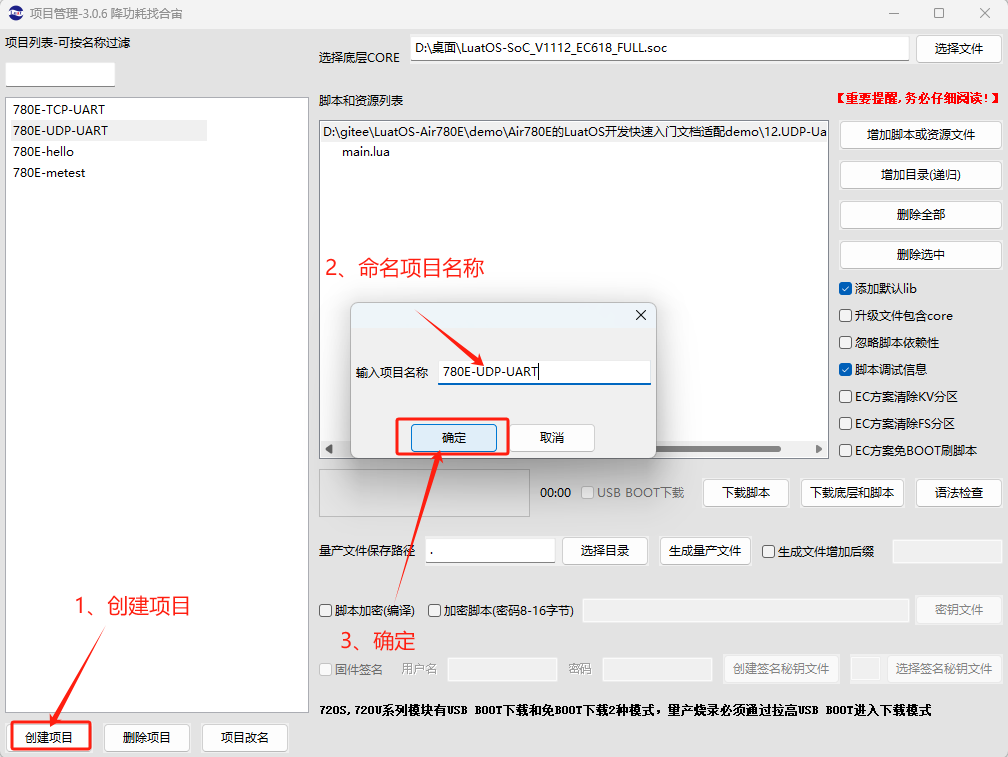 项目管理-3.0.6 降功耗找合宙
项目列表-可按名称过滤
选择底层CORE
D:\桌面\LuatOS-SoC_V1112_EC618_FULL.soc
选择文件
脚本和资源列表
【重要提醒,务必仔细阅读!】
780E-TCP-UART
780E-UDP-UART
780E-hello
780E-metest
D:\gitee\LuatOS-Air780E\demo\Air780E的LuatOS开发快速入门文档适配demo\12.UDP-Ua
main.lua
增加脚本或资源文件
增加目录(递归)
删除全部
删除选中
添加默认lib
升级文件包含core
忽略脚本依赖性
脚本调试信息
EC方案清除KV分区
EC方案清除FS分区
EC方案免BOOT刷脚本
2、命名项目名称
输入项目名称
780E-UDP-UART
确定
取消
00:00
USB BOOT下载
下载脚本
下载底层和脚本
语法检查
量产文件保存路径
.
选择目录
生成量产文件
生成文件增加后缀
1、创建项目
脚本加密(编译)
加密脚本(密码8-16字节)
密钥文件
3、确定
固件签名
用户名
密码
创建签名秘钥文件
选择签名秘钥文件
720S,720U系列模块有USB BOOT下载和免BOOT下载2种模式，量产烧录必须通过拉高USB BOOT进入下载模式
创建项目
删除项目
项目改名